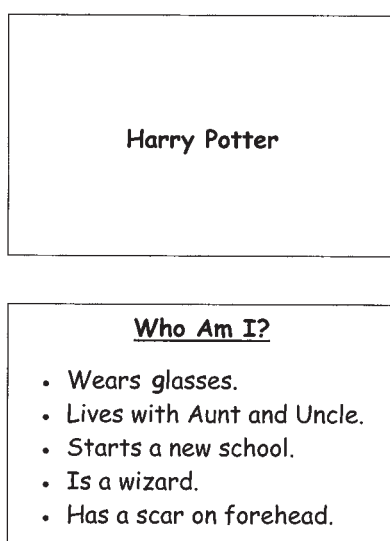 Harry Potter
Who Am I?
• Wears glasses.
• Lives with Aunt and Uncle.
• Starts a new school.
• Is a wizard.
• Has a scar on forehead.